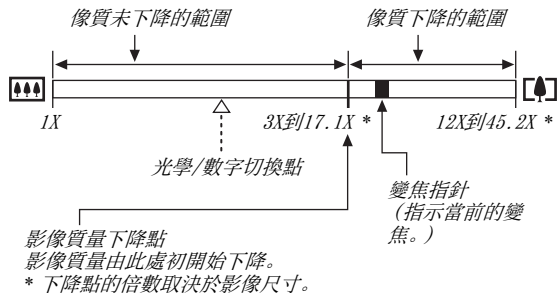 像質未下降的範圍
像質下降的範圍
1X
3X到17.1X *
12X到45.2X *
光學/數字切換點
變焦指針
(指示當前的變
焦。)
影像質量下降點
影像質量由此處初開始下降。
* 下降點的倍數取決於影像尺寸。